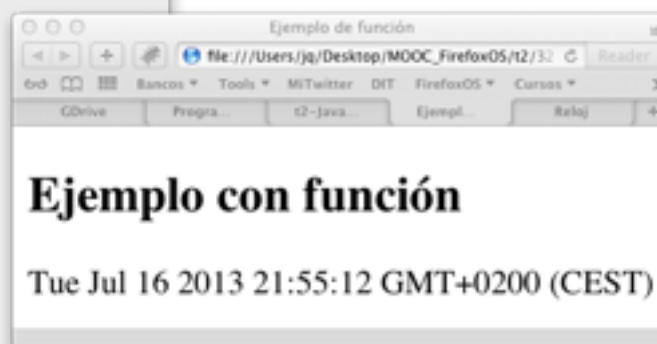 Ejemplo de función
file:///Users/jq/Desktop/MOOC_FirefoxOS/t2/32 Reader
Bancos Tools MiTwitter DIT FirefoxOS Cursos
GDrive Progra... t2-Java... Ejempl... Reloj
Ejemplo con función
Tue Jul 16 2013 21:55:12 GMT+0200 (CEST)